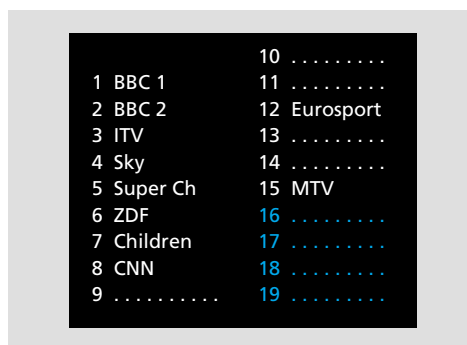 1 BBC 1
2 BBC 2
3 ITV
4 Sky
5 Super Ch
6 ZDF
7 Children
8 CNN
9 . . . . . . . . . .
10 . . . . . . . . .
11 . . . . . . . . .
12 Eurosport
13 . . . . . . . . .
14 . . . . . . . . .
15 MTV
16 . . . . . . . . .
17 . . . . . . . . .
18 . . . . . . . . .
19 . . . . . . . . .